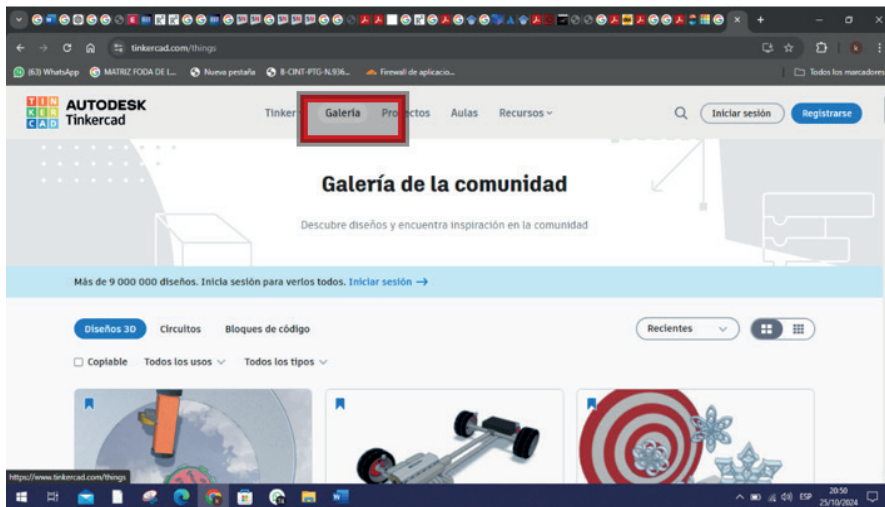 tinkercad.com/things
(63) WhatsApp MATRIZ FODA DE L... Nueva pestaña B-CINT-PTG-N.936... Firewall de aplicacio... Todos los marcadores
TIN KER CAD AUTODESK Tinkercad
Tinker Galería Proyectos Aulas Recursos Iniciar sesión Registrarse
Galería de la comunidad
Descubre diseños y encuentra inspiración en la comunidad
Más de 9 000 000 diseños. Inicia sesión para verlos todos. Iniciar sesión →
Diseños 3D Circuitos Bloques de código Recientes
Copiable Todos los usos Todos los tipos
https://www.tinkercad.com/things
ESP 20:50
25/10/2024